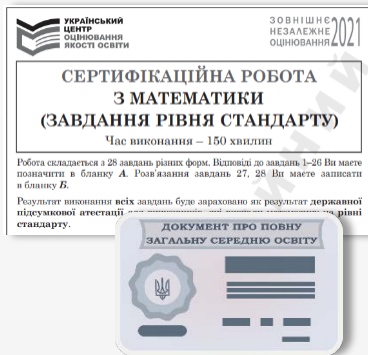 УКРАЇНСЬКИЙ
ЦЕНТР
ОЦІНЮВАННЯ
ЯКОСТІ ОСВІТИ
ЗОВНІШНЄ
НЕЗАЛЕЖНЕ
ОЦІНЮВАННЯ 2021
СЕРТИФІКАЦІЙНА РОБОТА
З МАТЕМАТИКИ
(ЗАВДАННЯ РІВНЯ СТАНДАРТУ)
Час виконання – 150 хвилин
Робота складається з 28 завдань різних форм. Відповіді до завдань 1–26 Ви маєте
позначити в бланку А. Розв'язання завдань 27, 28 Ви маєте записати
в бланку Б.
Результат виконання всіх завдань буде зараховано як результат державної
підсумкової атестації рівні
стандарту.
ДОКУМЕНТ ПРО ПОВНУ
ЗАГАЛЬНУ СЕРЕДНЮ ОСВІТУ